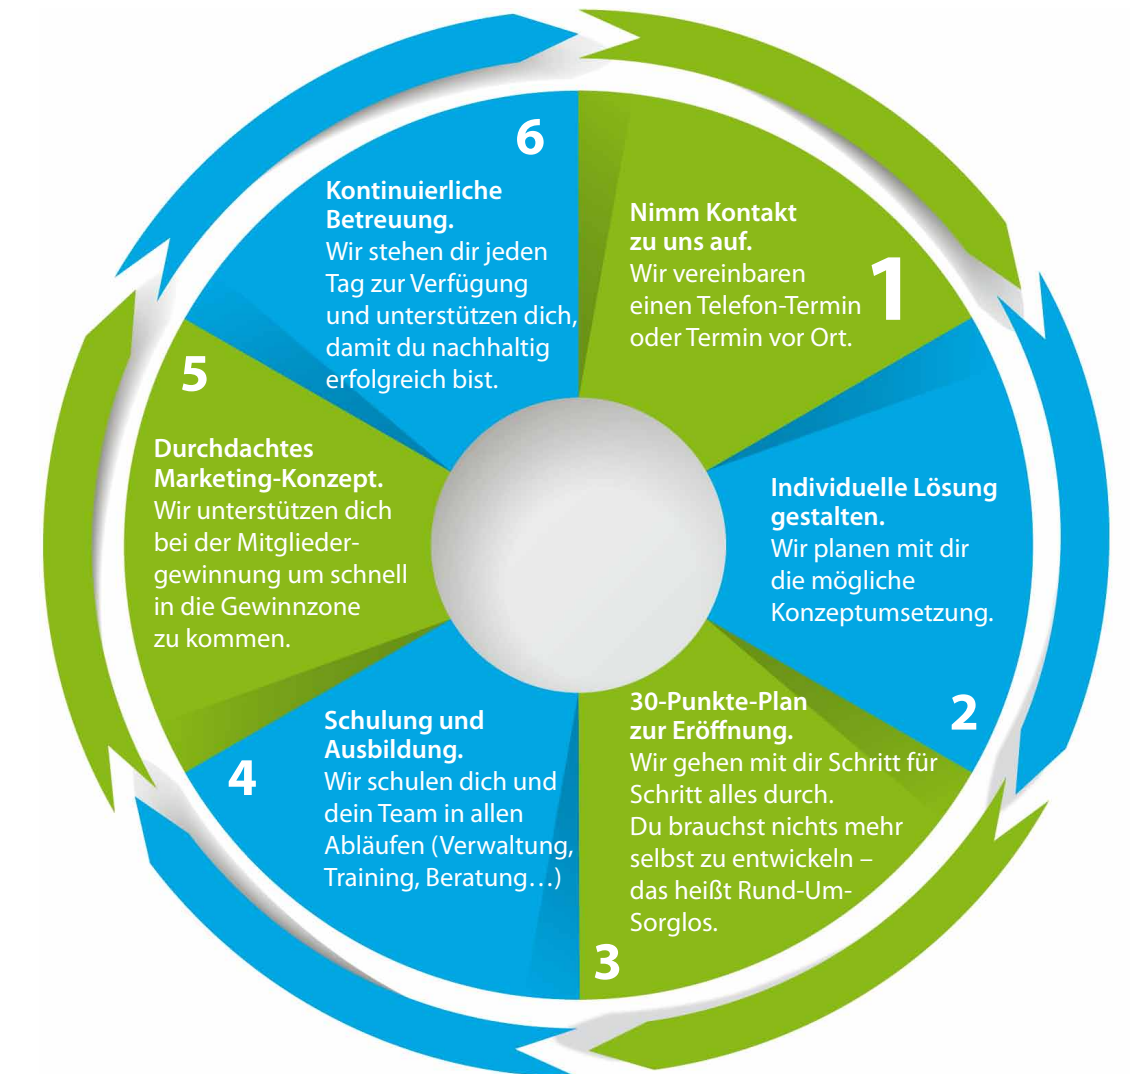 1
Nimm Kontakt
zu uns auf.
Wir vereinbaren
einen Telefon-Termin
oder Termin vor Ort.
Individuelle Lösung
gestalten.
Wir planen mit dir
die mögliche
Konzeptumsetzung.
2
30-Punkte-Plan
zur Eröffnung.
Wir gehen mit dir Schritt für
Schritt alles durch.
Du brauchst nichts mehr
selbst zu entwickeln –
das heißt Rund-Um-
Sorglos.
3
Schulung und
Ausbildung.
4
Wir schulen dich und
dein Team in allen
Abläufen (Verwaltung,
Training, Beratung…)
5
Durchdachtes
Marketing-Konzept.
Wir unterstützen dich
bei der Mitglieder-
gewinnung um schnell
in die Gewinnzone
zu kommen.
6
Kontinuierliche
Betreuung.
Wir stehen dir jeden
Tag zur Verfügung
und unterstützen dich,
damit du nachhaltig
erfolgreich bist.